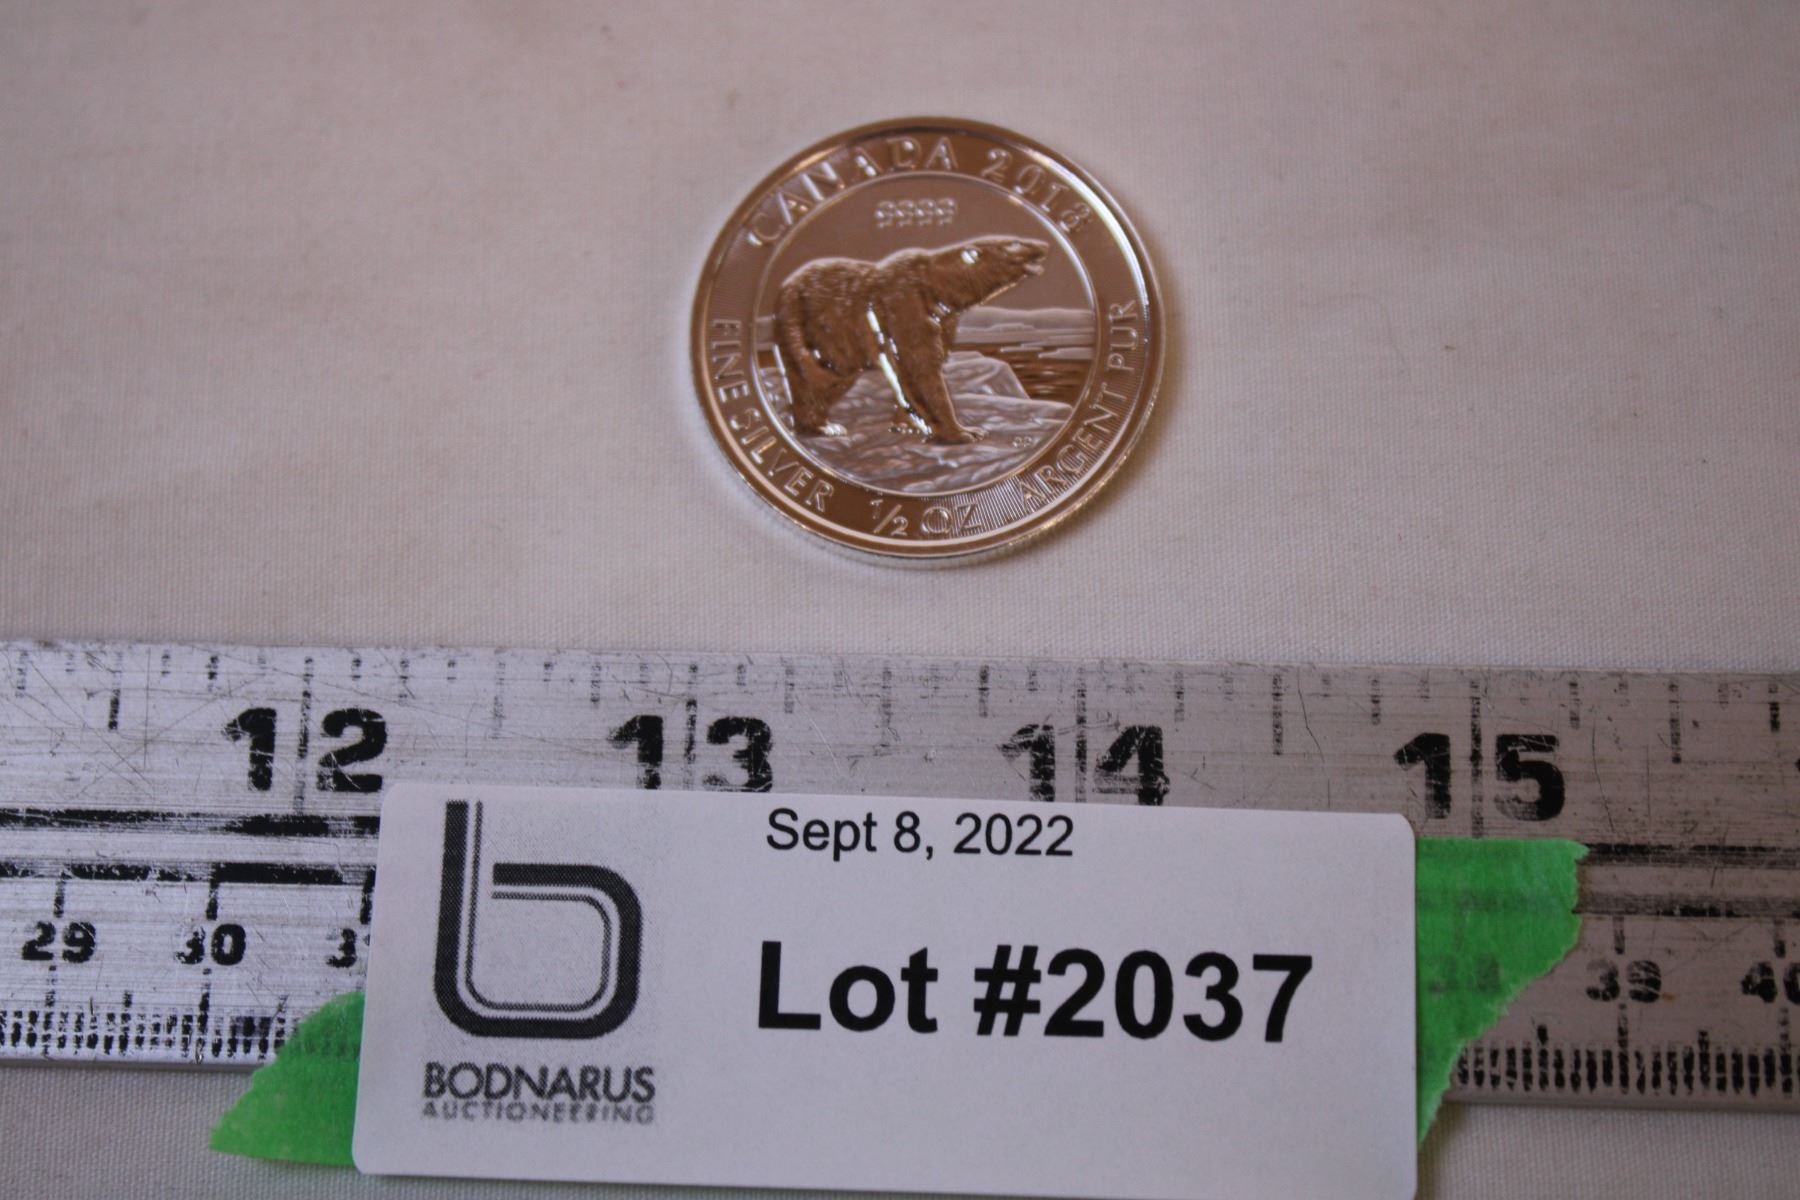 CANADA 2018
9999
FINE SILVER 1/2 OZ ARGENT PUR
12 13 14 15
Sept 8, 2022
Lot #2037
BODNARUS
AUCTIONEERING
29 30 39 40